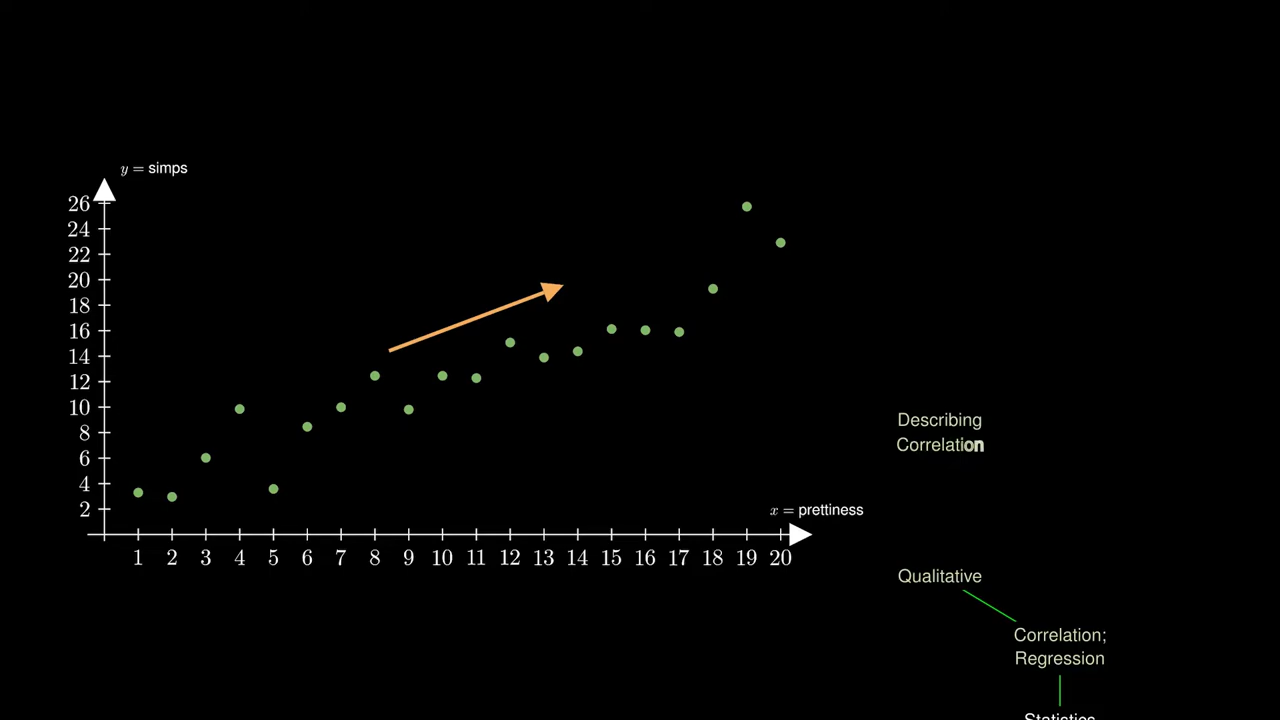 y = simps
26
24
22
20
18
16
14
12
10
8
6
4
2
x = prettiness
1 2 3 4 5 6 7 8 9 10 11 12 13 14 15 16 17 18 19 20
Describing
Correlation
Qualitative
Correlation;
Regression
Statistics